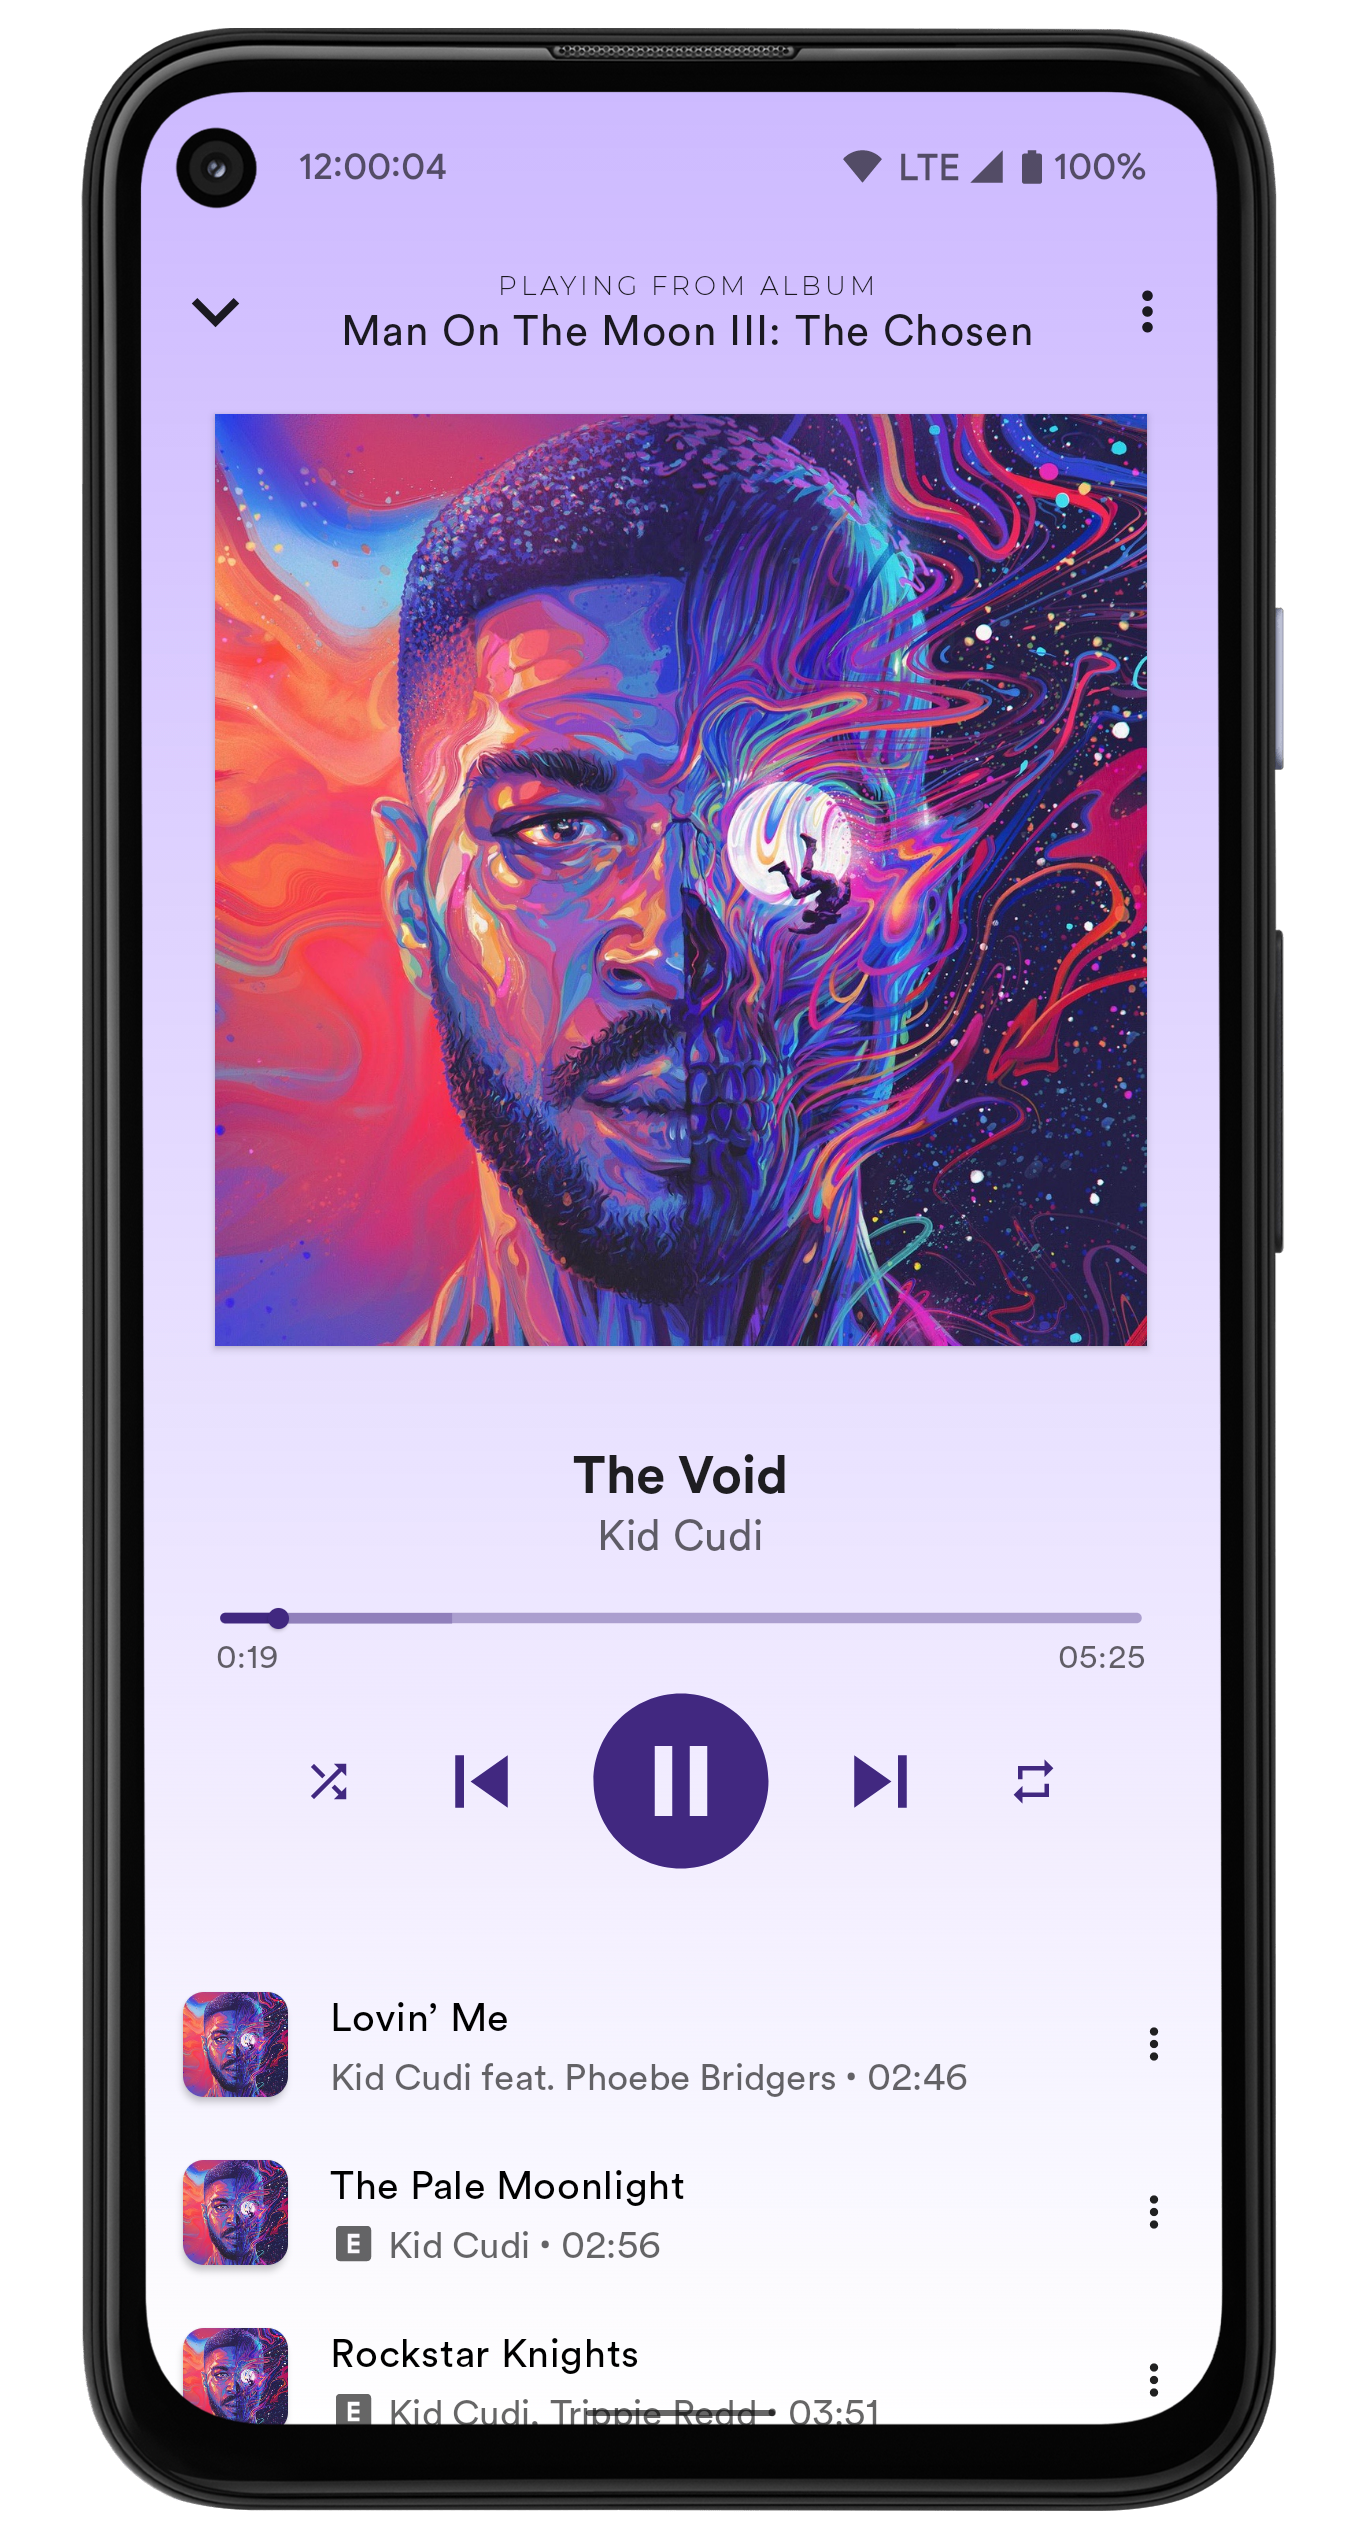 12:00:04 LTE 100%
PLAYING FROM ALBUM
Man On The Moon III: The Chosen
The Void
Kid Cudi
0:19 05:25
Lovin’ Me
Kid Cudi feat. Phoebe Bridgers • 02:46
The Pale Moonlight
E Kid Cudi • 02:56
Rockstar Knights
E Kid Cudi, Trippie Redd • 03:51